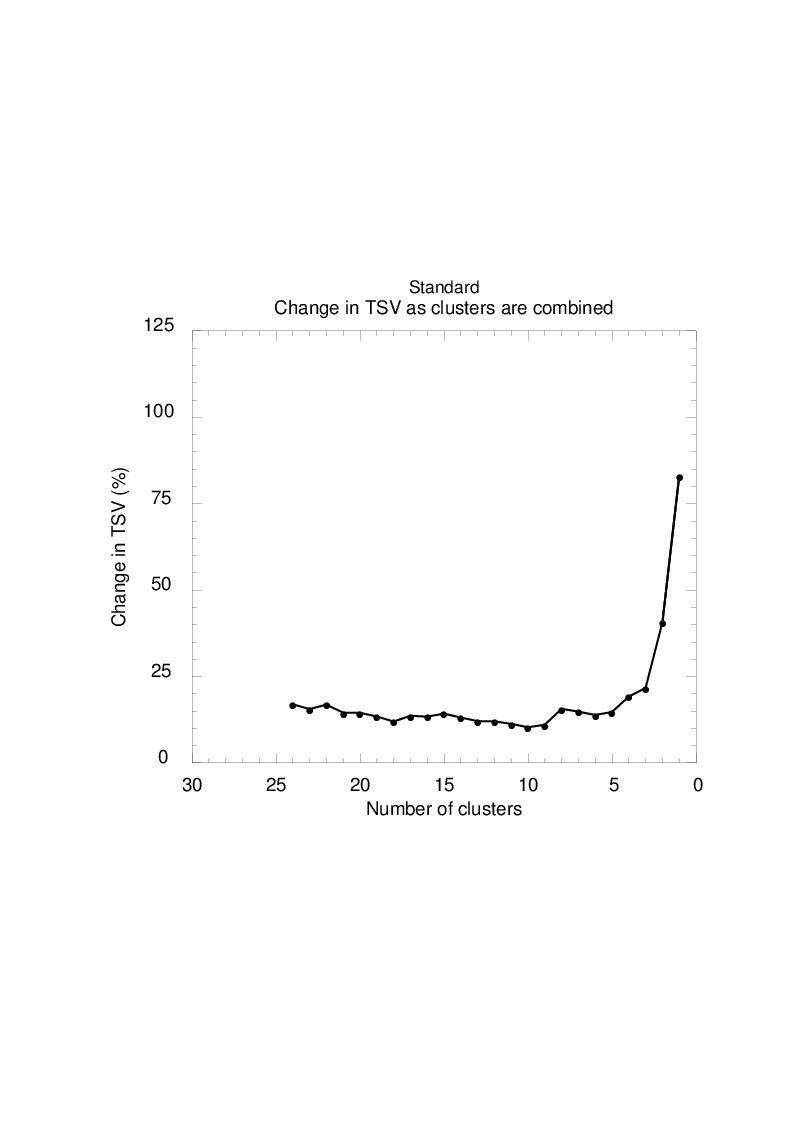 Standard
Change in TSV as clusters are combined
125
100
75
50
25
0
Change in TSV (%)
30 25 20 15 10 5 0
Number of clusters